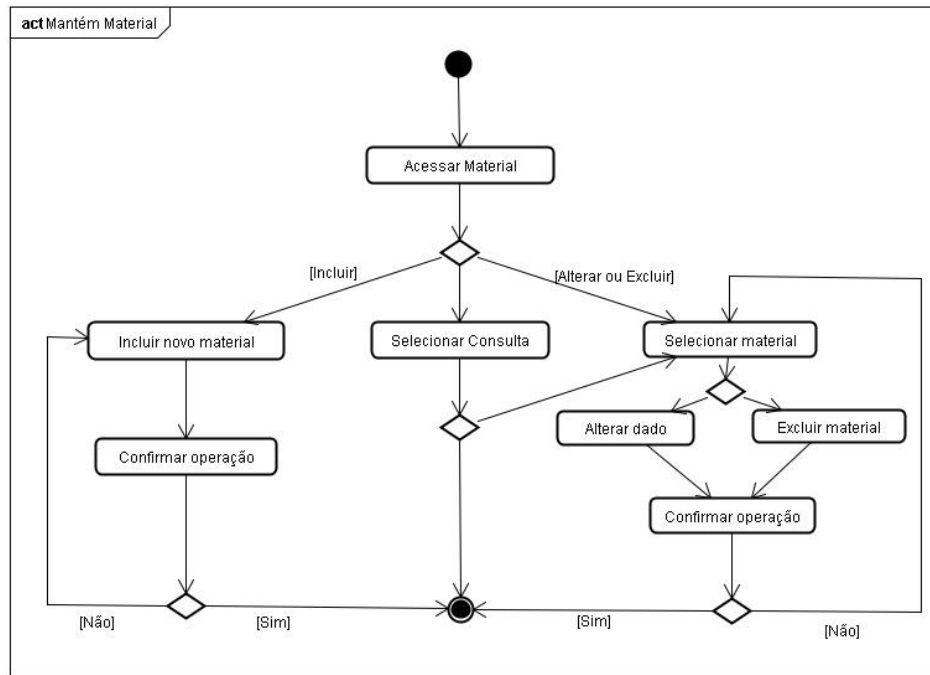 act Mantém Material
Acessar Material
[Incluir]
[Alterar ou Excluir]
Incluir novo material
Selecionar Consulta
Selecionar material
Alterar dado
Excluir material
Confirmar operação
Confirmar operação
[Não]
[Sim]
[Sim]
[Não]